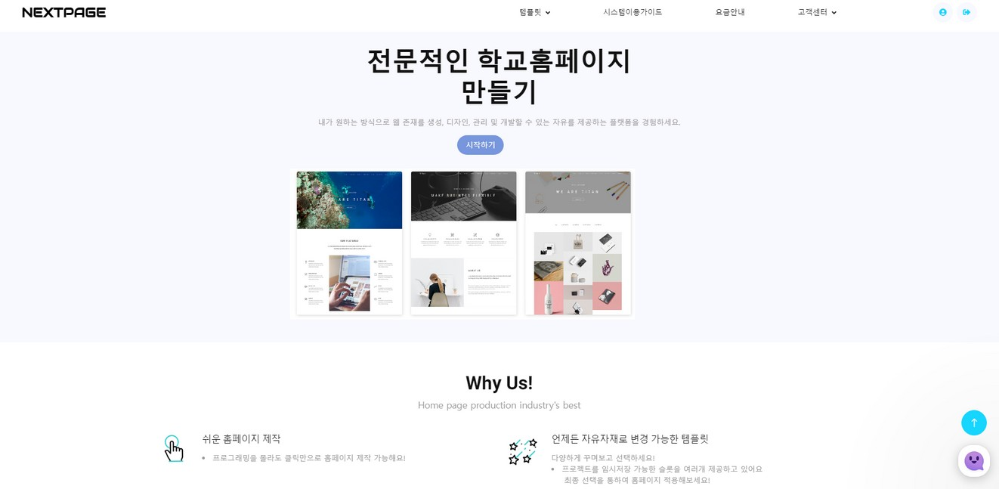 NEXTPAGE
템플릿 시스템이용가이드 요금안내 고객센터
전문적인 학교홈페이지
만들기
내가 원하는 방식으로 웹 존재를 생성, 디자인, 관리 및 개발할 수 있는 자유를 제공하는 플랫폼을 경험하세요.
시작하기
ARE TITAN
MAKE BUSINESS FLEXIBLE
WE ARE TITAN
ABOUT US
Why Us!
Home page production industry's best
쉬운 홈페이지 제작
프로그래밍을 몰라도 클릭만으로 홈페이지 제작 가능해요!
언제든 자유자재로 변경 가능한 템플릿
다양하게 꾸며보고 선택하세요!
프로젝트를 임시저장 가능한 슬롯을 여러개 제공하고 있어요
최종 선택을 통하여 홈페이지 적용해보세요!